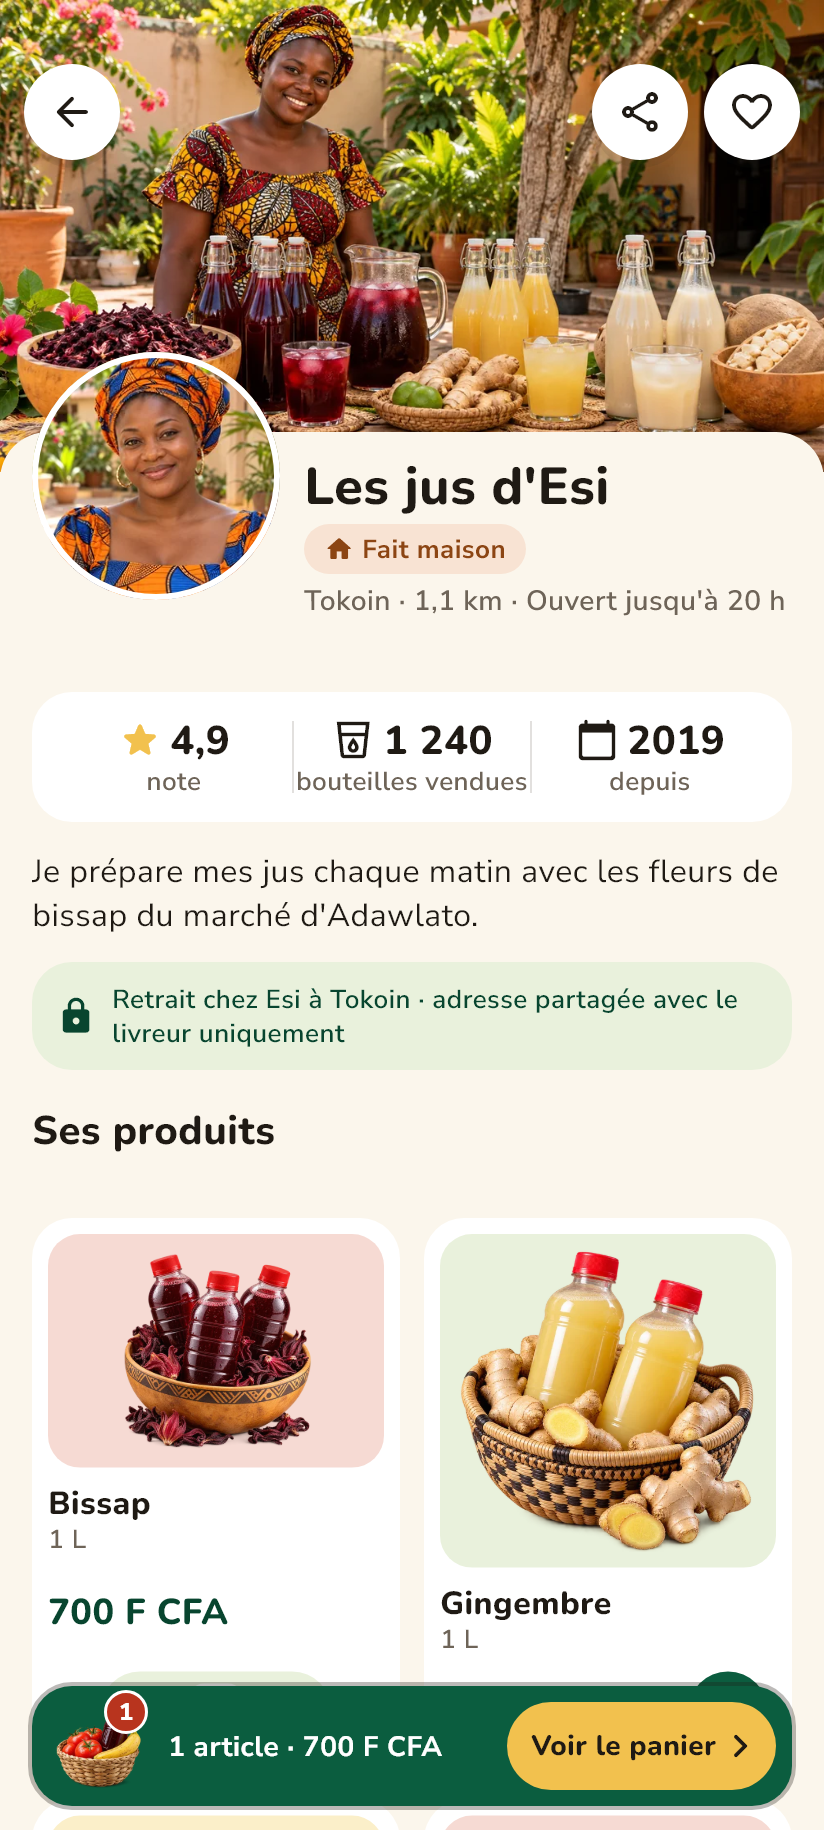 Les jus d'Esi
Fait maison
Tokoin · 1,1 km · Ouvert jusqu'à 20 h
4,9
note
1 240
bouteilles vendues
2019
depuis
Je prépare mes jus chaque matin avec les fleurs de
bissap du marché d'Adawlato.
Retrait chez Esi à Tokoin · adresse partagée avec le
livreur uniquement
Ses produits
Bissap
1 L
700 F CFA
Gingembre
1 L
1
1 article · 700 F CFA
Voir le panier